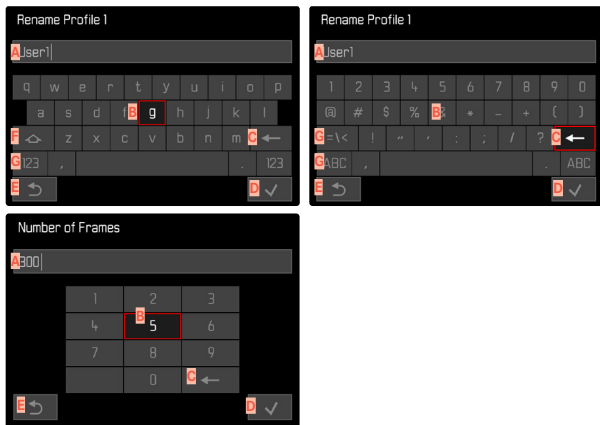 Rename Profile 1
A User1
q w e r t y u i o p
a s d f B g h j k l
F z x c v b n m C ←
G 123 , . 123
E D ✓
Rename Profile 1
A User1
1 2 3 4 5 6 7 8 9 0
@ # $ % B & * - + ( )
G =\< ! " ' : ; / ? C ←
G ABC , . ABC
E D ✓
Number of Frames
A 300
1 2 3
B
4 5 6
7 8 9
0 C ←
E D ✓